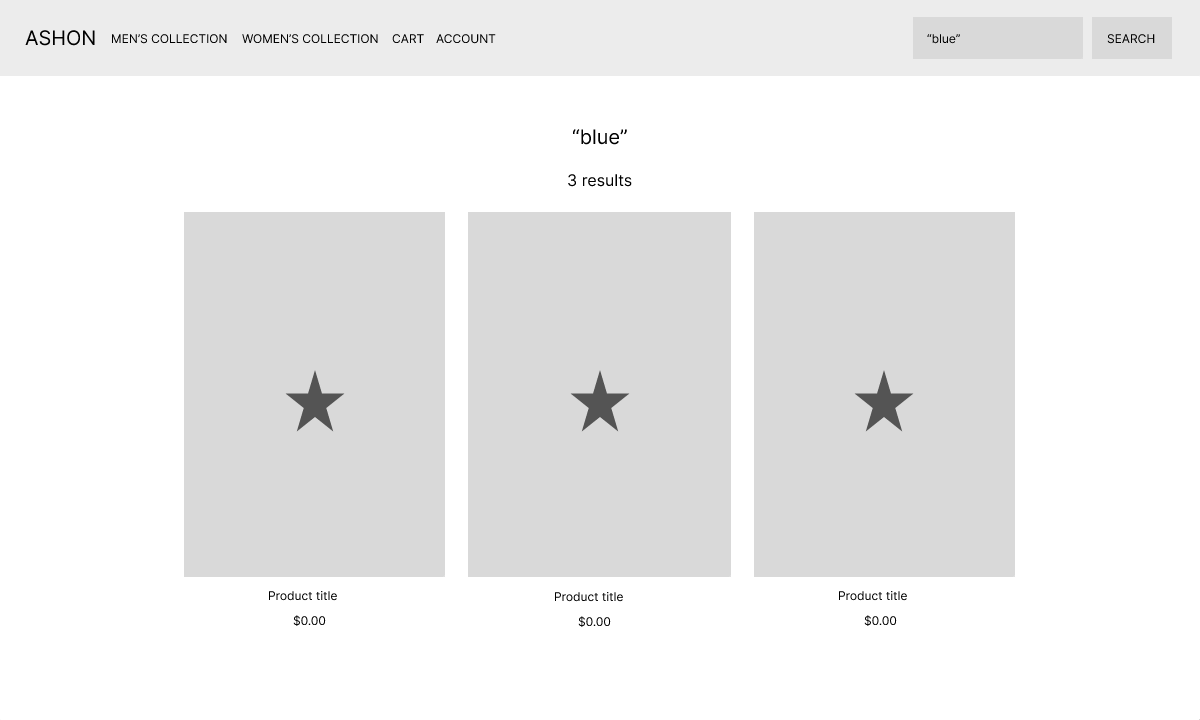 ASHON MEN’S COLLECTION WOMEN’S COLLECTION CART ACCOUNT “blue” SEARCH
“blue”
3 results
Product title Product title Product title
$0.00 $0.00 $0.00